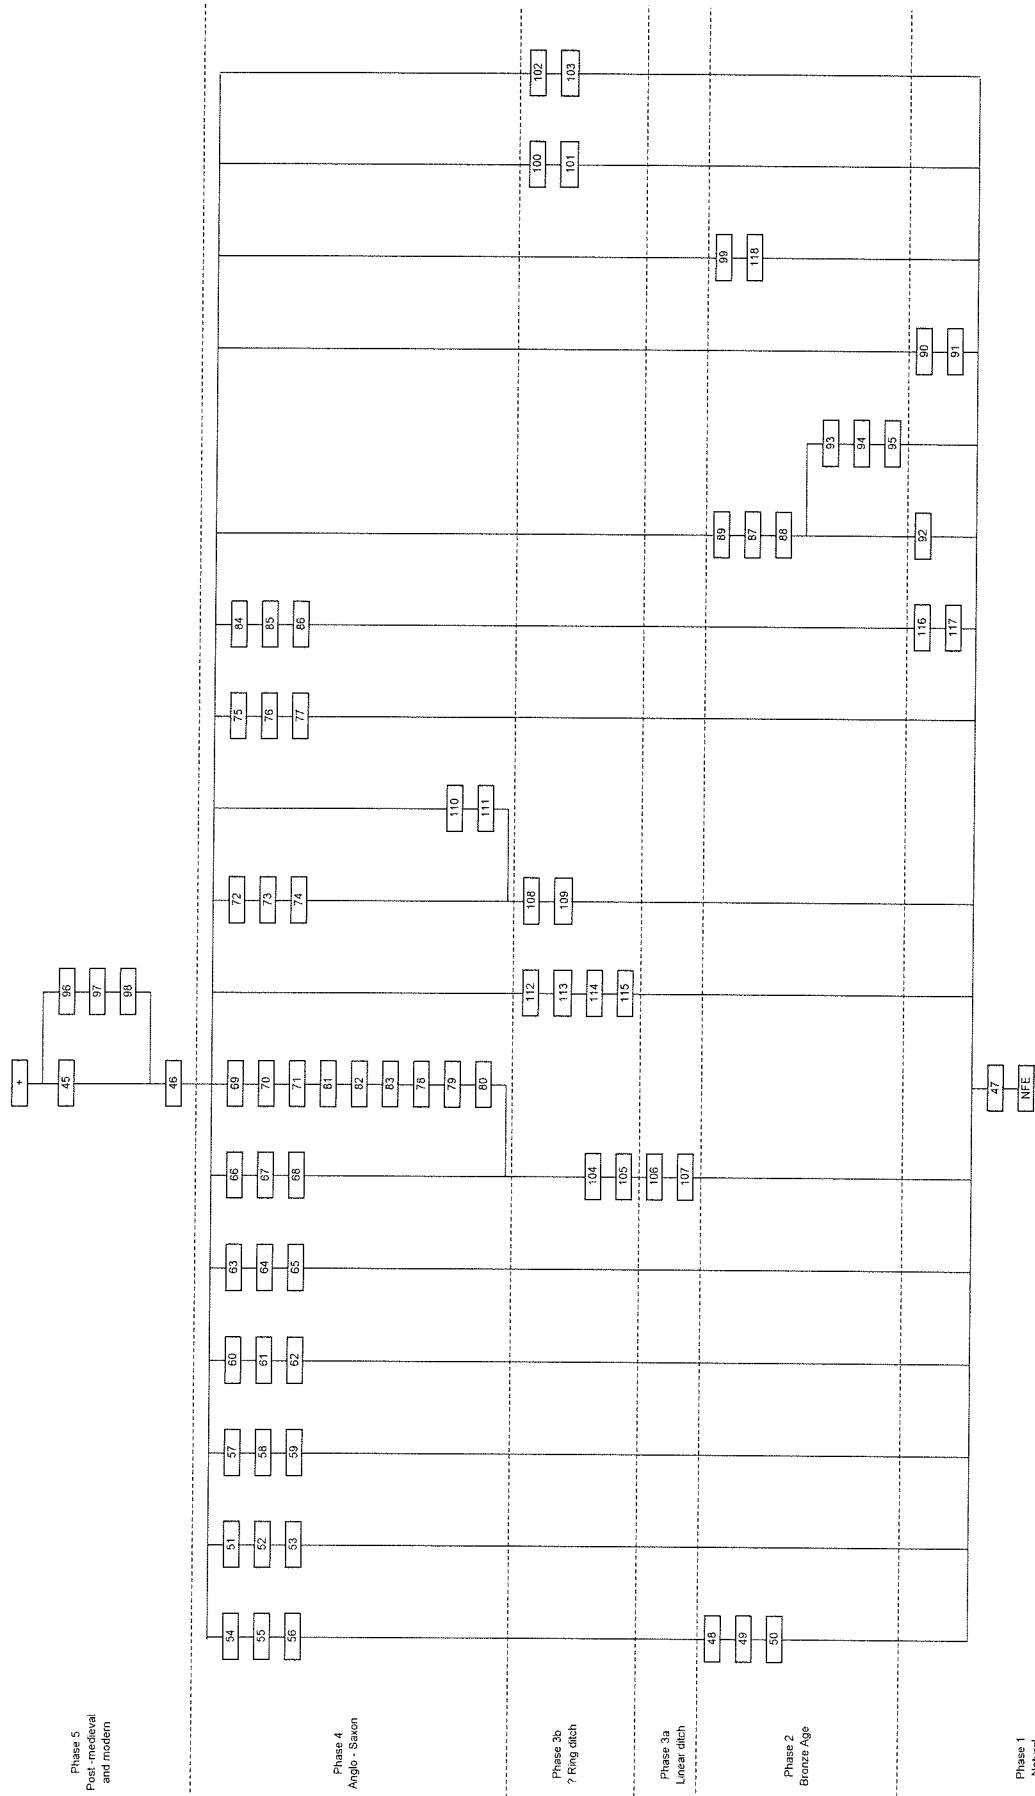 +
45 96
97
98
46
Phase 5
Post -medieval
and modern
54 51 57 60 63 66 69 72 75 84
55 52 58 61 64 67 70 73 76 85
56 53 59 62 65 68 71 74 77 86
81
82
83
78
79 110
80 111
Phase 4
Anglo - Saxon
112 108 100 102
113 109 101 103
104 114
105 115
Phase 3b
? Ring ditch
106
107
Phase 3a
Linear ditch
48 89 99
49 87 118
50 88
93
94
95
Phase 2
Bronze Age
116 92 90
117 91
47
NFE
Phase 1